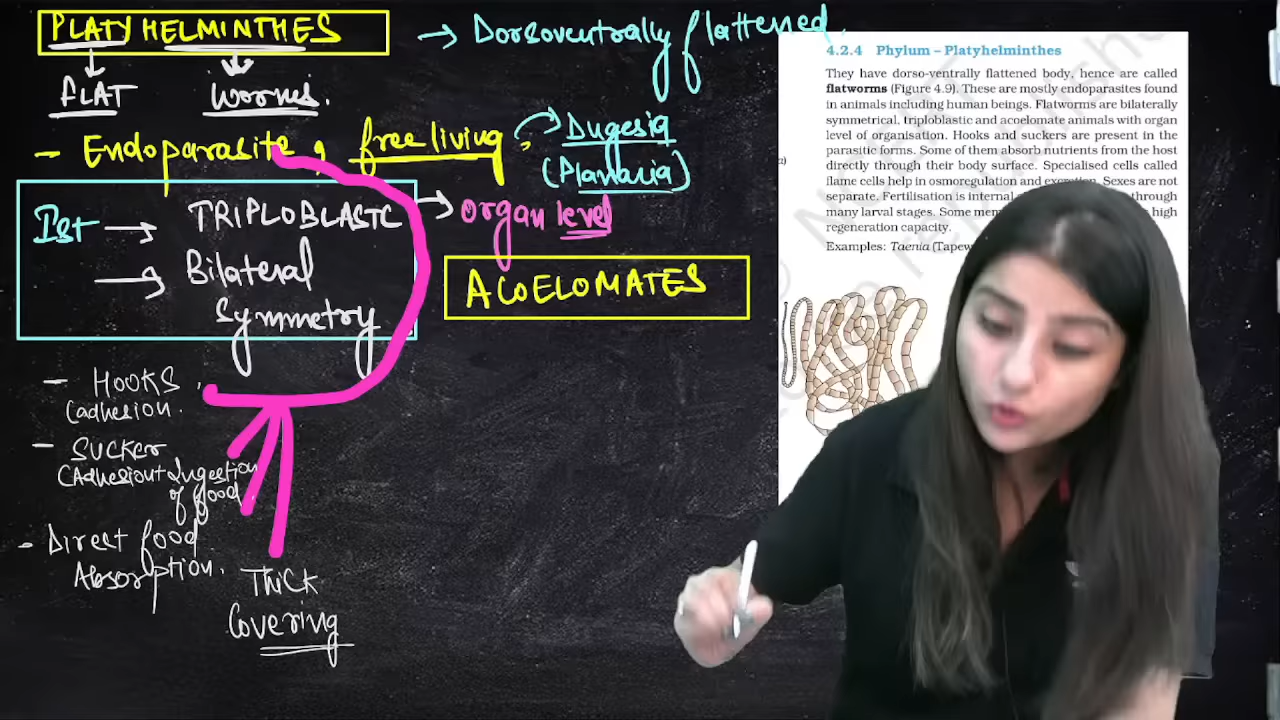 PLATYHELMINTHES
→ Dorsoventrally flattened.
FLAT
Worms.
- Endoparasite, free living, Dugesia
(Planaria)
Ist → TRIPLOBLASTC
→ Bilateral
Symmetry
→ Organ level
ACOELOMATES
- HOOKS.
(adhesion.
- SUCKER
(Adhesion+Ingestion
of food
- Direct food
Absorption.
Thick
Covering
4.2.4 Phylum – Platyhelminthes
They have dorso-ventrally flattened body, hence are called
flatworms (Figure 4.9). These are mostly endoparasites found
in animals including human beings. Flatworms are bilaterally
symmetrical, triploblastic and acoelomate animals with organ
level of organisation. Hooks and suckers are present in the
parasitic forms. Some of them absorb nutrients from the host
directly through their body surface. Specialised cells called
flame cells help in osmoregulation and excretion. Sexes are not
separate. Fertilisation is internal through
many larval stages. Some high
regeneration capacity.
Examples: Taenia